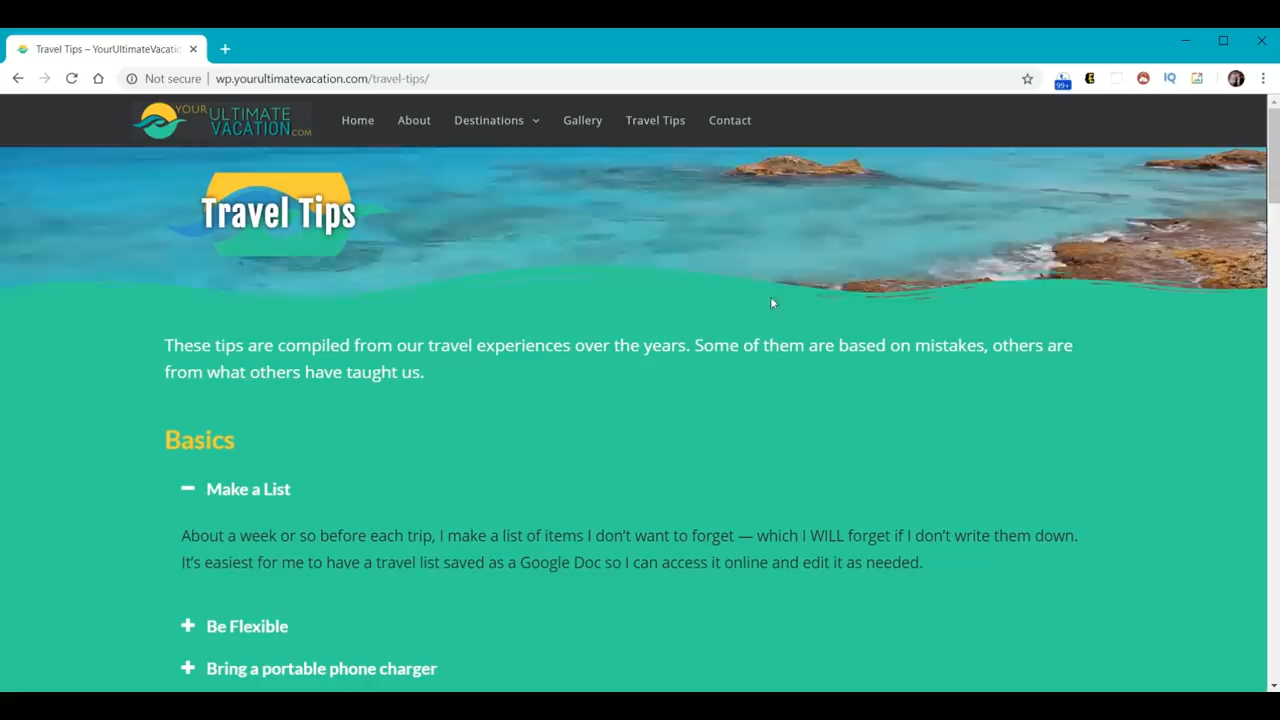 Travel Tips – YourUltimateVacatio
Not secure | wp.yourultimatevacation.com/travel-tips/
99+
IQ
YOUR ULTIMATE
VACATION.COM
Home About Destinations Gallery Travel Tips Contact
Travel Tips
These tips are compiled from our travel experiences over the years. Some of them are based on mistakes, others are
from what others have taught us.
Basics
Make a List
About a week or so before each trip, I make a list of items I don’t want to forget — which I WILL forget if I don’t write them down.
It’s easiest for me to have a travel list saved as a Google Doc so I can access it online and edit it as needed.
Be Flexible
Bring a portable phone charger